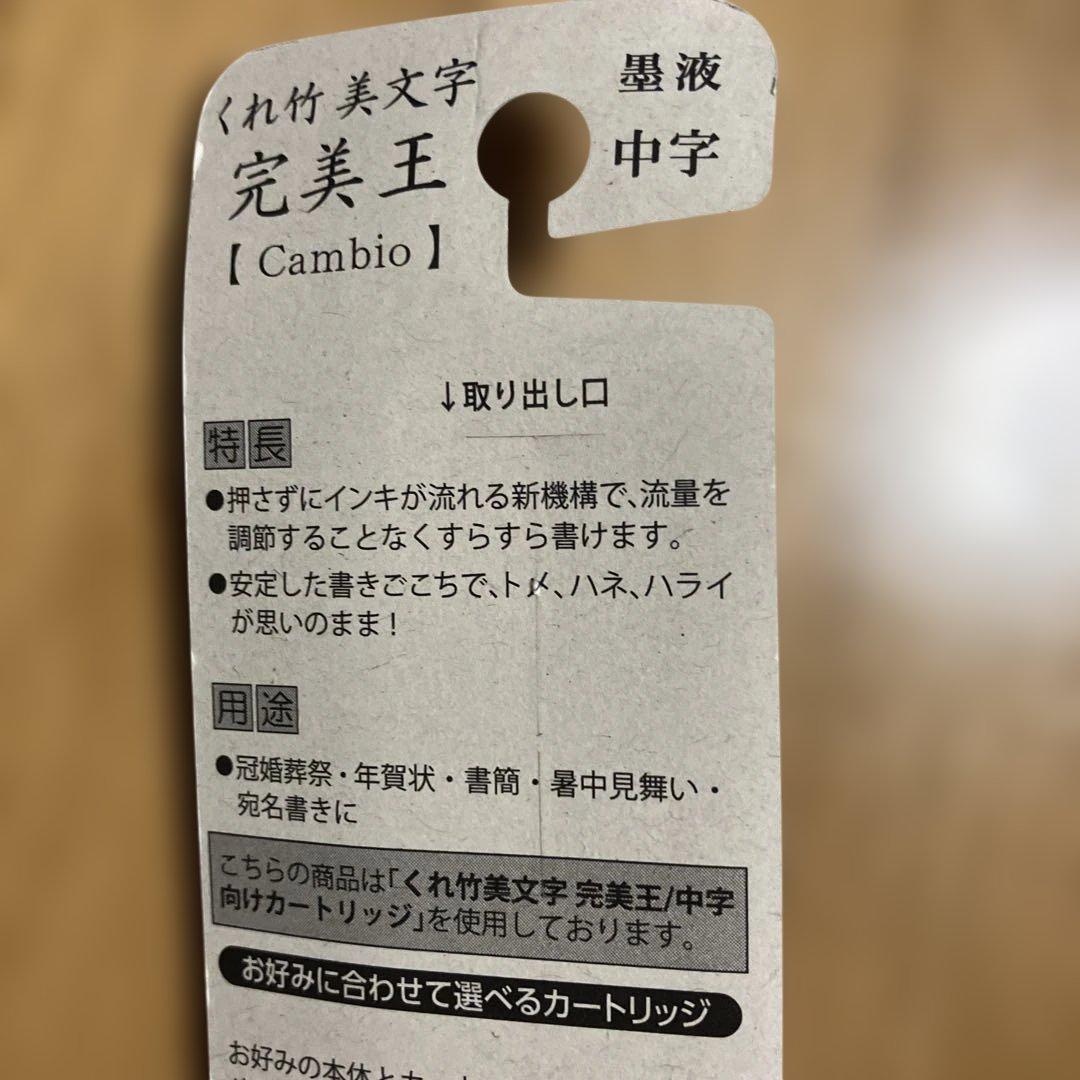 くれ竹 美文字
完美王
【 Cambio 】
墨液
中字
↓取り出し口
特長
●押さずにインキが流れる新機構で、流量を
調節することなくすらすら書けます。
●安定した書きごこちで、トメ、ハネ、ハライ
が思いのまま!
用途
●冠婚葬祭・年賀状・書簡・暑中見舞い・
宛名書きに
こちらの商品は「くれ竹美文字 完美王/中字
向けカートリッジ」を使用しております。
お好みに合わせて選べるカートリッジ
お好みの本体とカー